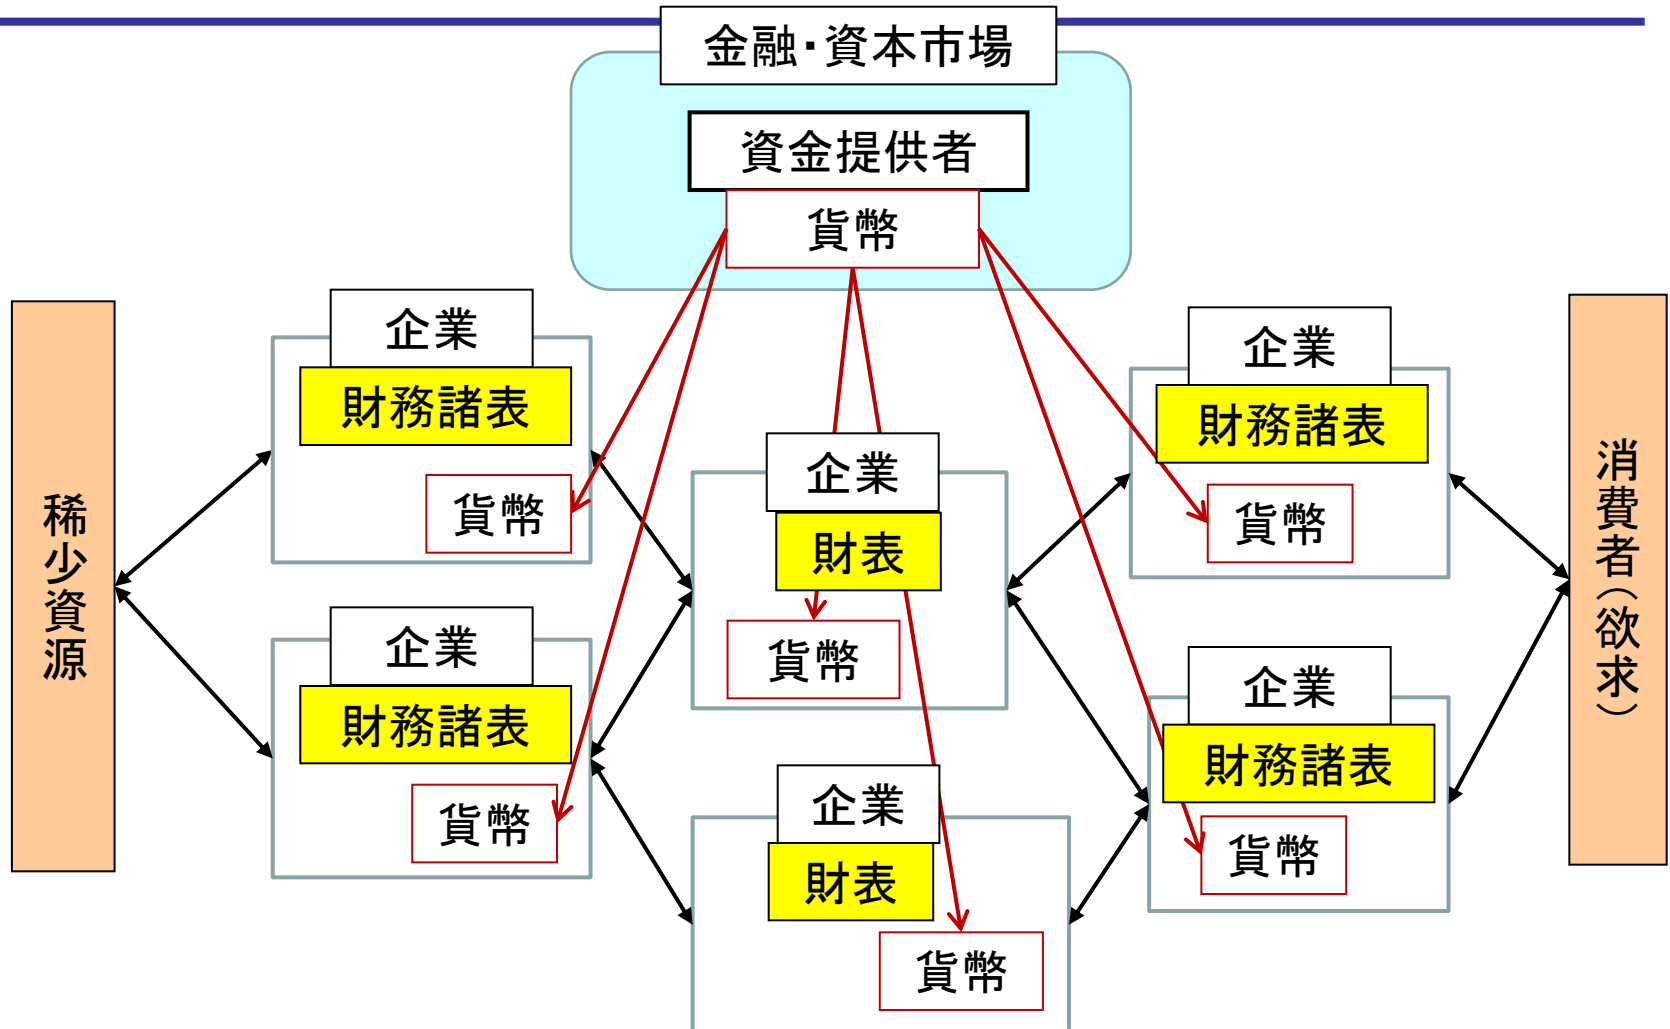 金融・資本市場
資金提供者
貨幣
稀少資源
企業
財務諸表
貨幣
企業
財務諸表
貨幣
企業
財表
貨幣
企業
財表
貨幣
企業
財務諸表
貨幣
企業
財務諸表
貨幣
消費者(欲求)